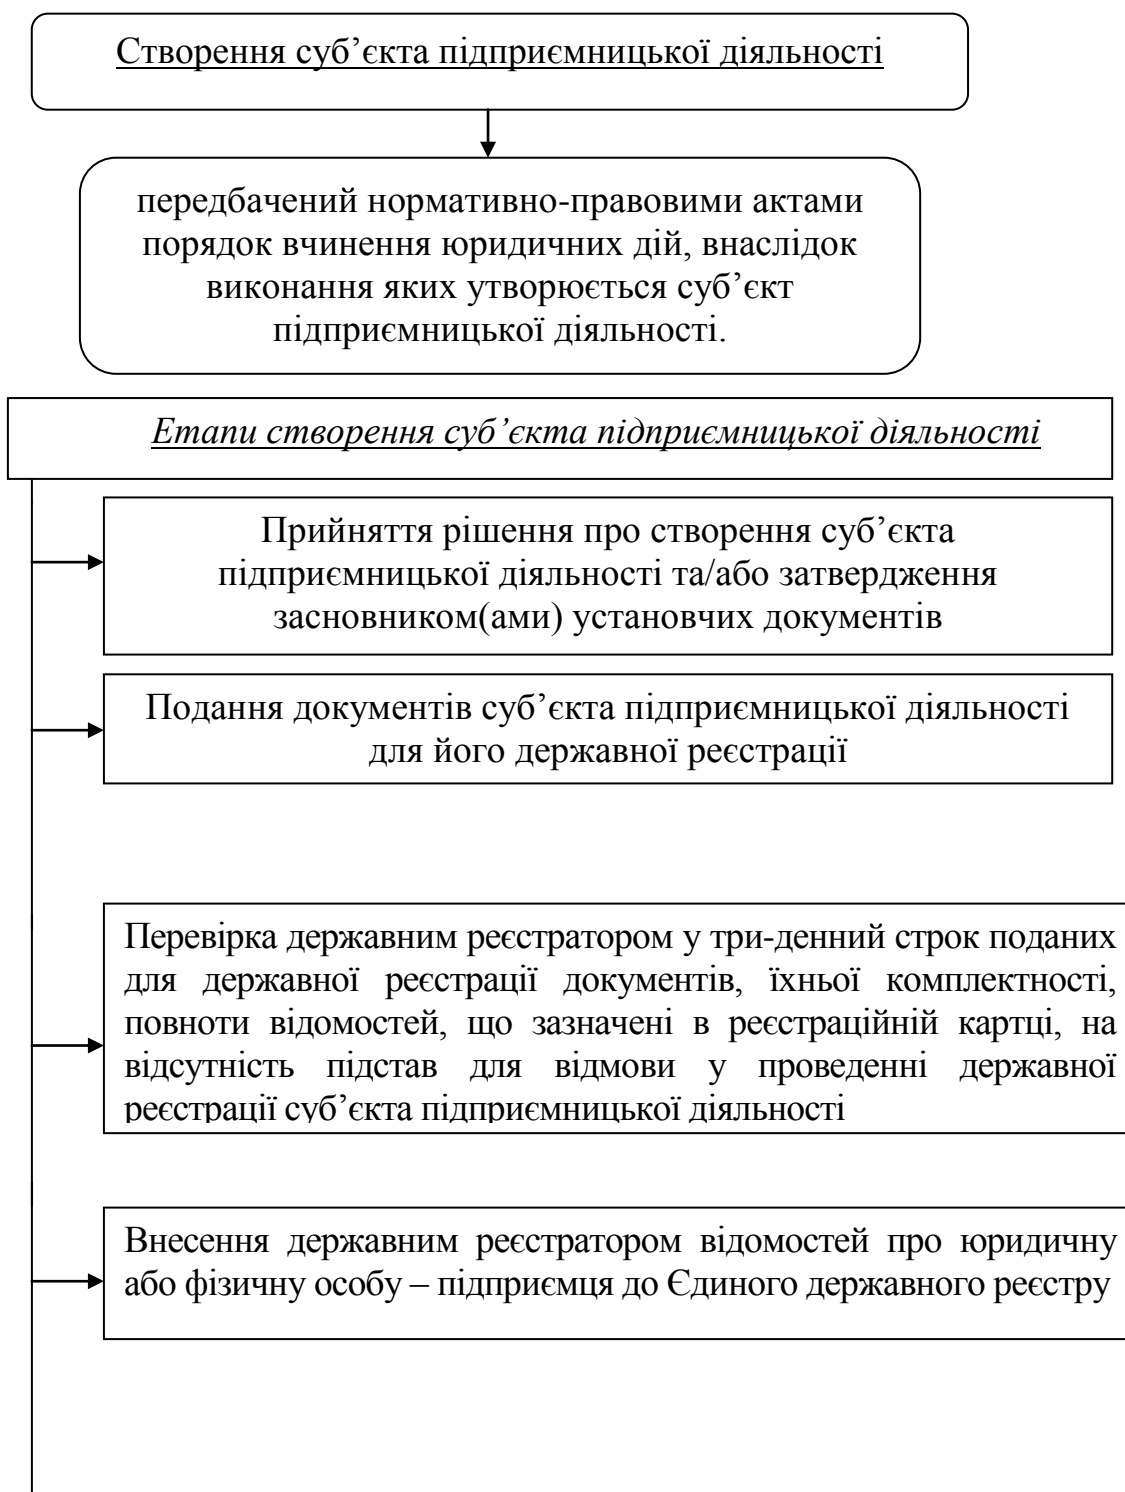 Створення суб’єкта підприємницької діяльності
передбачений нормативно-правовими актами
порядок вчинення юридичних дій, внаслідок
виконання яких утворюється суб’єкт
підприємницької діяльності.
Етапи створення суб’єкта підприємницької діяльності
Прийняття рішення про створення суб’єкта
підприємницької діяльності та/або затвердження
засновником(ами) установчих документів
Подання документів суб’єкта підприємницької діяльності
для його державної реєстрації
Перевірка державним реєстратором у три-денний строк поданих
для державної реєстрації документів, їхньої комплектності,
повноти відомостей, що зазначені в реєстраційній картці, на
відсутність підстав для відмови у проведенні державної
реєстрації суб’єкта підприємницької діяльності
Внесення державним реєстратором відомостей про юридичну
або фізичну особу – підприємця до Єдиного державного реєстру